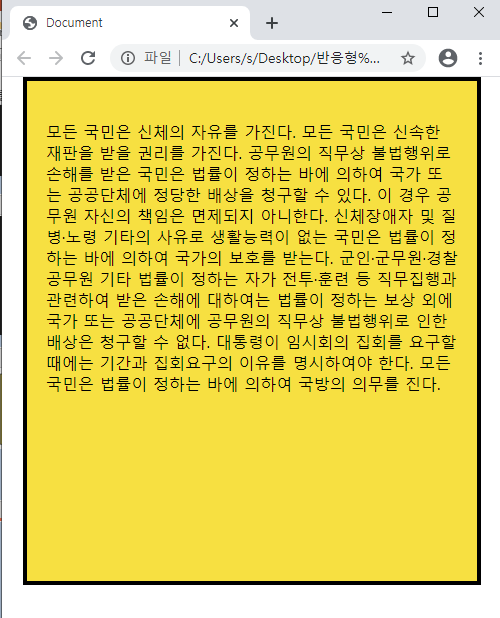 Document
파일
C:/Users/s/Desktop/반응형%...
모든 국민은 신체의 자유를 가진다. 모든 국민은 신속한
재판을 받을 권리를 가진다. 공무원의 직무상 불법행위로
손해를 받은 국민은 법률이 정하는 바에 의하여 국가 또
는 공공단체에 정당한 배상을 청구할 수 있다. 이 경우 공
무원 자신의 책임은 면제되지 아니한다. 신체장애자 및 질
병·노령 기타의 사유로 생활능력이 없는 국민은 법률이 정
하는 바에 의하여 국가의 보호를 받는다. 군인·군무원·경찰
공무원 기타 법률이 정하는 자가 전투·훈련 등 직무집행과
관련하여 받은 손해에 대하여는 법률이 정하는 보상 외에
국가 또는 공공단체에 공무원의 직무상 불법행위로 인한
배상은 청구할 수 없다. 대통령이 임시회의 집회를 요구할
때에는 기간과 집회요구의 이유를 명시하여야 한다. 모든
국민은 법률이 정하는 바에 의하여 국방의 의무를 진다.